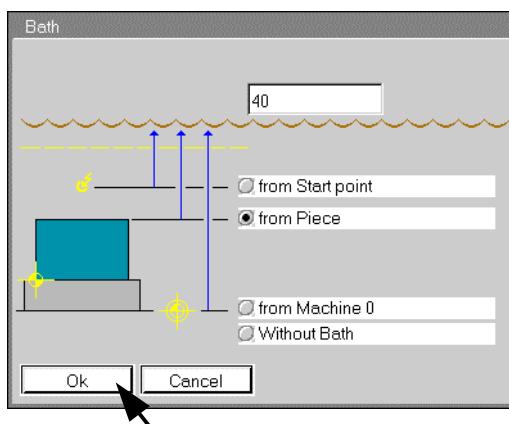 Bath
40
from Start point
from Piece
from Machine 0
Without Bath
Ok
Cancel